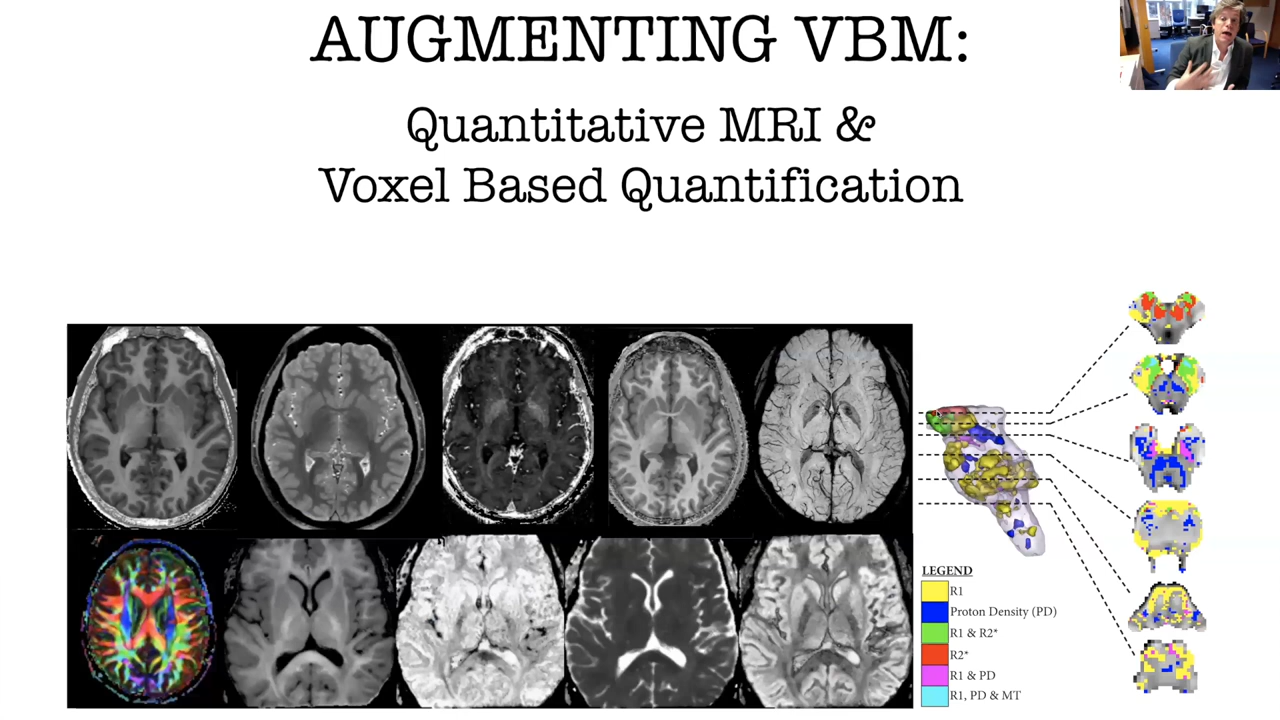 AUGMENTING VBM:
Quantitative MRI &
Voxel Based Quantification
LEGEND
R1
Proton Density (PD)
R1 & R2*
R2*
R1 & PD
R1, PD & MT